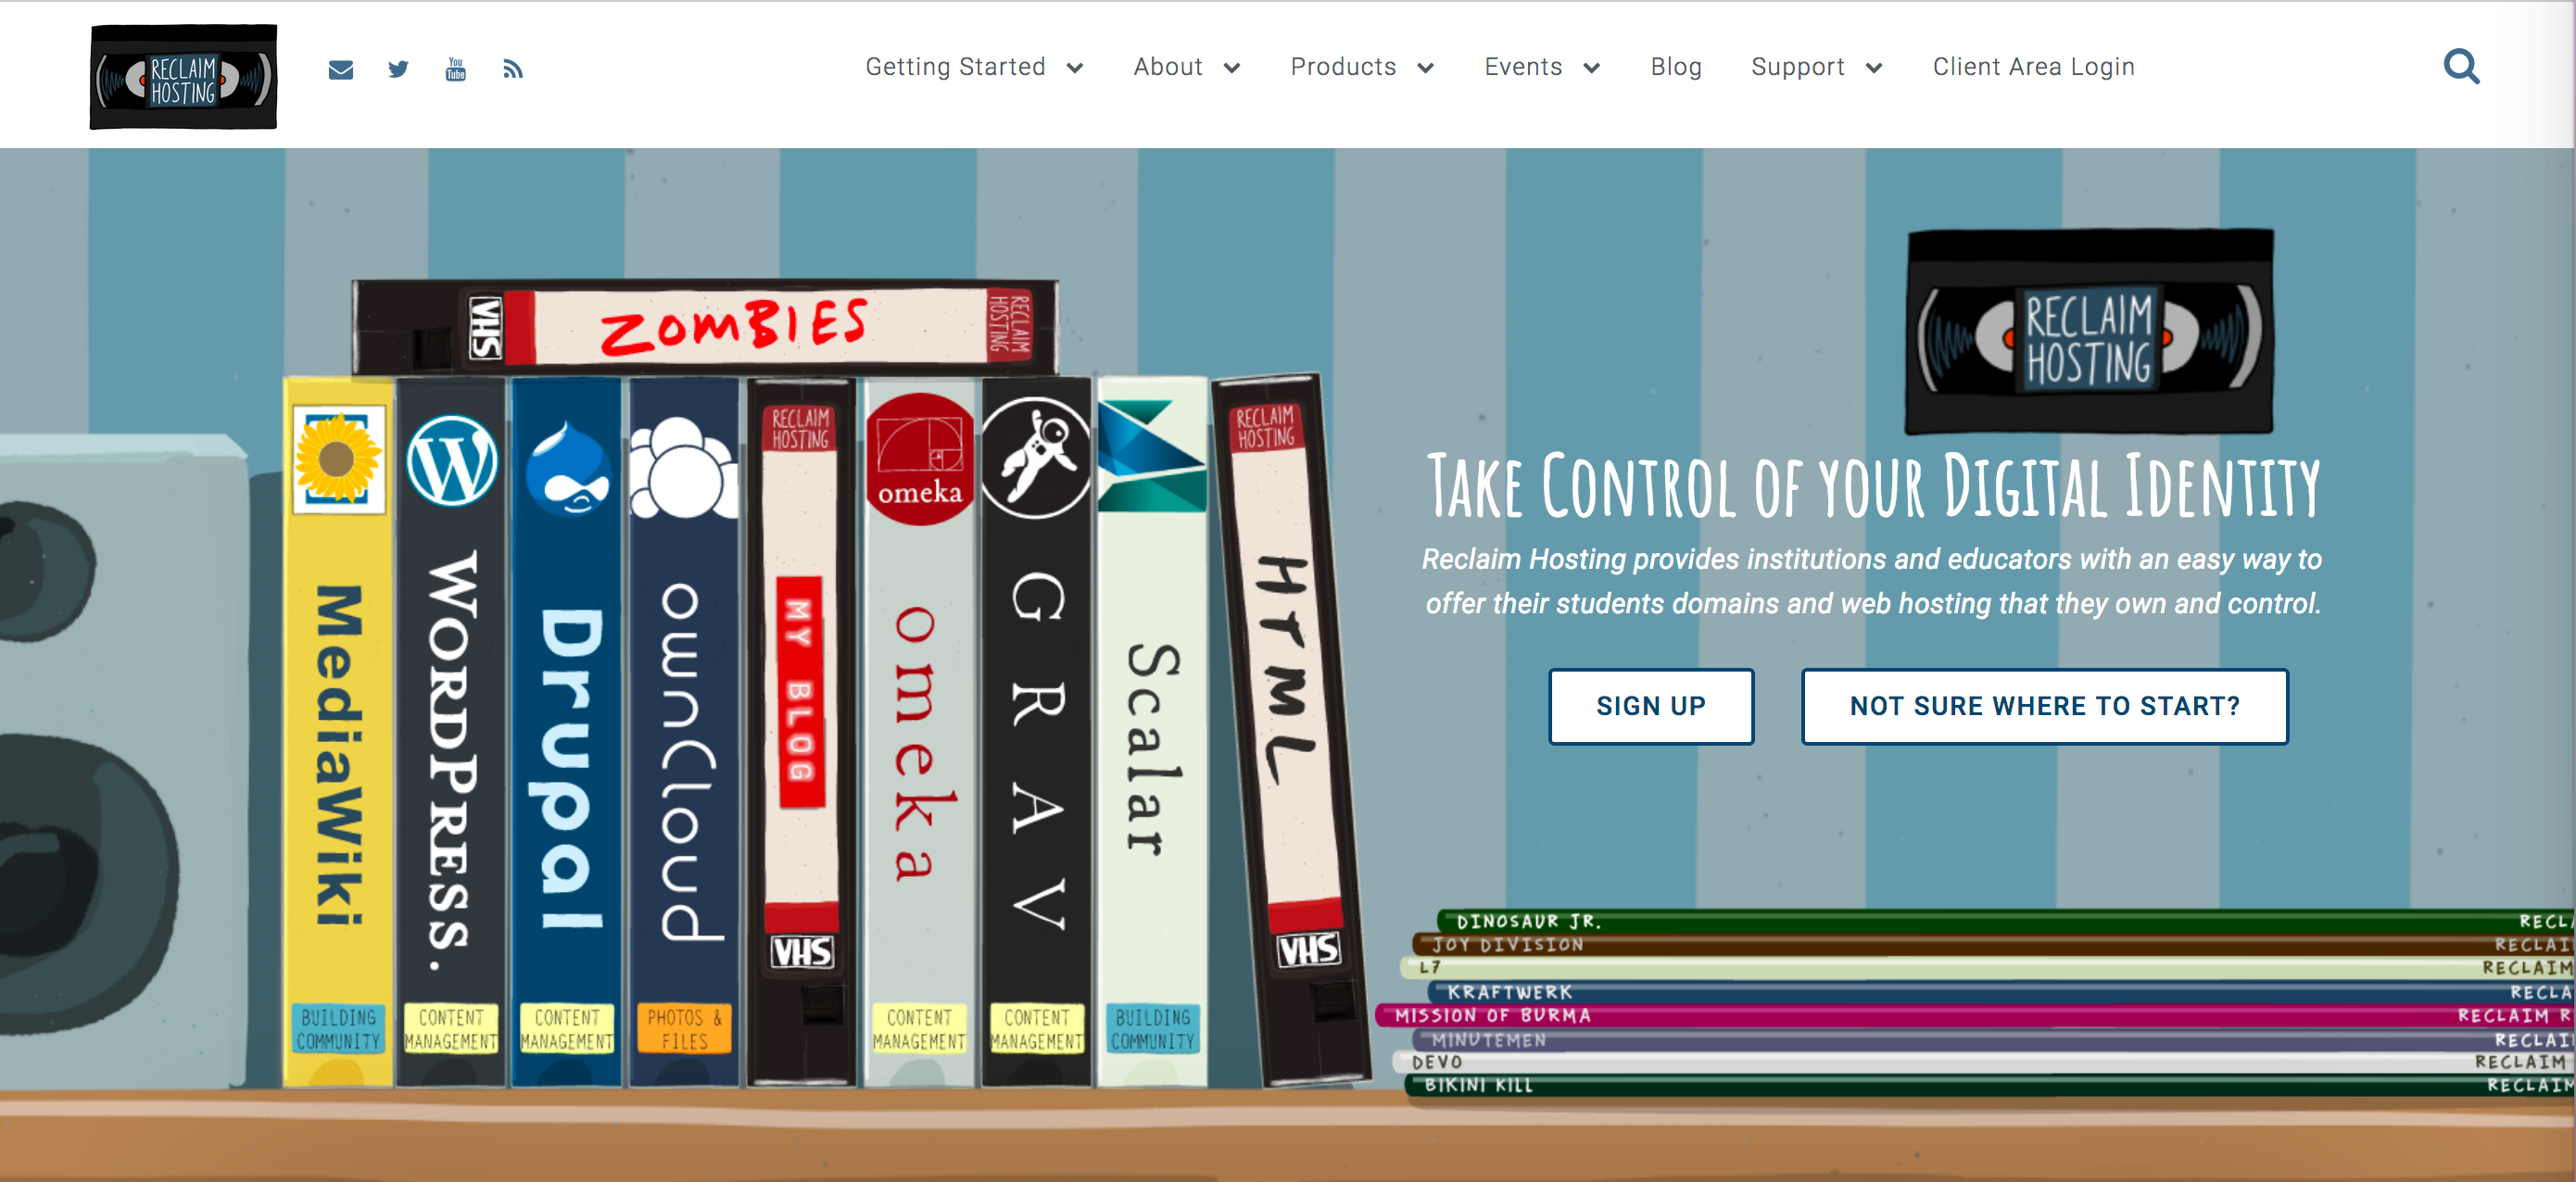 RECLAIM
HOSTING
You
Tube
Getting Started
About
Products
Events
Blog
Support
Client Area Login
VHS
ZOMBIES
RECLAIM
HOSTING
MediaWiki
BUILDING
COMMUNITY
W
WORDPRESS.
CONTENT
MANAGEMENT
Drupal
CONTENT
MANAGEMENT
owncloud
PHOTOS &
FILES
RECLAIM
HOSTING
MY BLOG
VHS
omeka
omeka
CONTENT
MANAGEMENT
GRAV
CONTENT
MANAGEMENT
Scalar
BUILDING
COMMUNITY
RECLAIM
HOSTING
HTML
VHS
RECLAIM
HOSTING
TAKE CONTROL OF YOUR DIGITAL IDENTITY
Reclaim Hosting provides institutions and educators with an easy way to
offer their students domains and web hosting that they own and control.
SIGN UP
NOT SURE WHERE TO START?
DINOSAUR JR. RECLA
JOY DIVISION RECLAI
L7 RECLAIM
KRAFTWERK RECLA
MISSION OF BURMA RECLAIM R
MINUTEMEN RECLAI
DEVO RECLAIM
BIKINI KILL RECLAIM